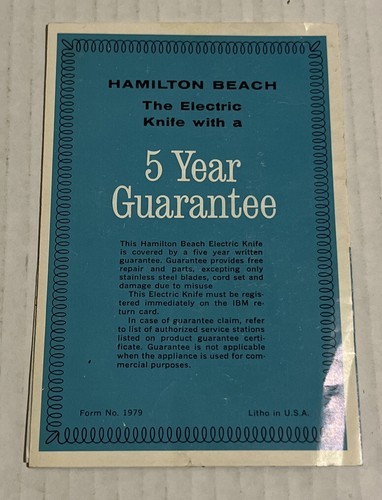 HAMILTON BEACH
The Electric
Knife with a
5 Year
Guarantee
This Hamilton Beach Electric Knife
is covered by a five year written
guarantee. Guarantee provides free
repair and parts, excepting only
stainless steel blades, cord set and
damage due to misuse
This Electric Knife must be regis-
tered immediately on the IBM re-
turn card.
In case of guarantee claim, refer
to list of authorized service stations
listed on product guarantee certi-
ficate. Guarantee is not applicable
when the appliance is used for com-
mercial purposes.
Form No. 1979
Litho in U.S.A.